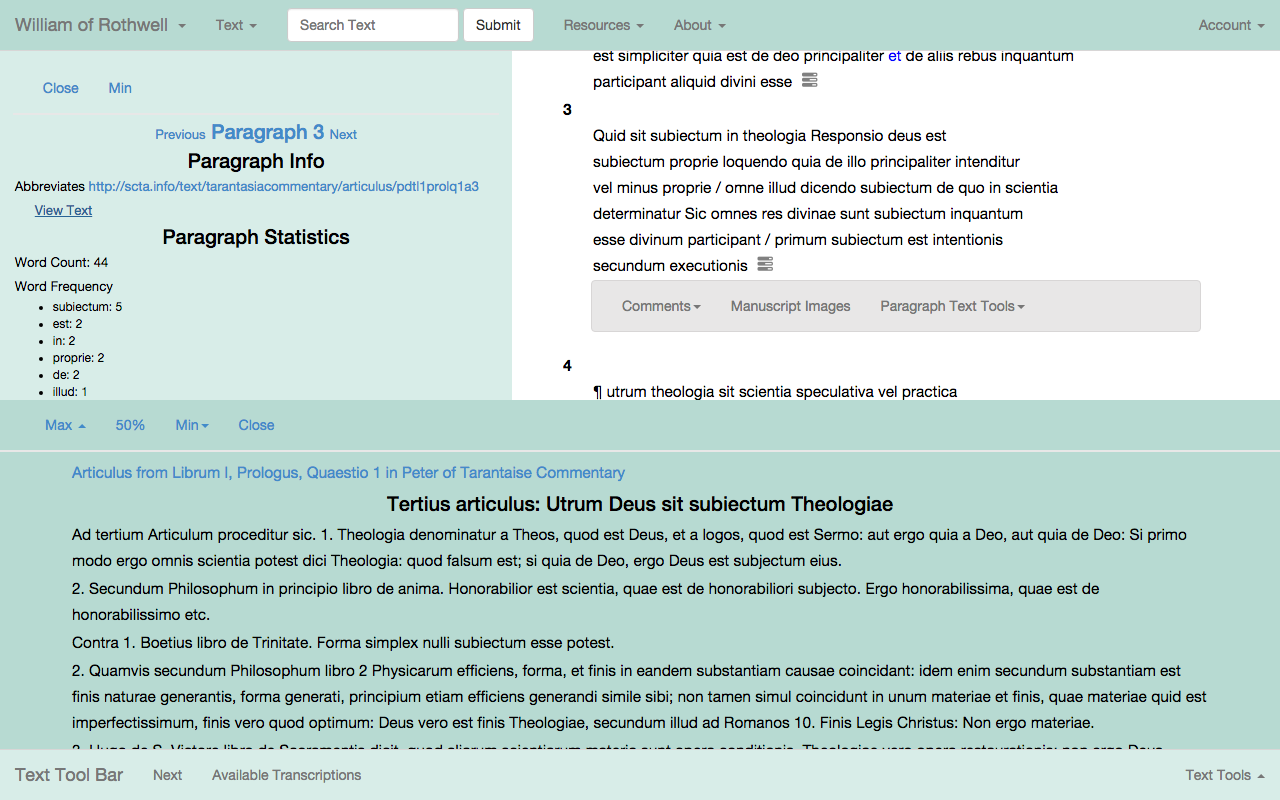 William of Rothwell Text Search Text Submit Resources About Account
Close Min
Previous Paragraph 3 Next
Paragraph Info
Abbreviates http://scta.info/text/tarantasiacommentary/articulus/pdtl1prolq1a3
View Text
Paragraph Statistics
Word Count: 44
Word Frequency
• subiectum: 5
• est: 2
• in: 2
• proprie: 2
• de: 2
• illud: 1
est simpliciter quia est de deo principaliter et de aliis rebus inquantum
participant aliquid divini esse
3
Quid sit subiectum in theologia Responsio deus est
subiectum proprie loquendo quia de illo principaliter intenditur
vel minus proprie / omne illud dicendo subiectum de quo in scientia
determinatur Sic omnes res divinae sunt subiectum inquantum
esse divinum participant / primum subiectum est intentionis
secundum executionis
Comments Manuscript Images Paragraph Text Tools
4
¶ utrum theologia sit scientia speculativa vel practica
Max 50% Min Close
Articulus from Librum I, Prologus, Quaestio 1 in Peter of Tarantaise Commentary
Tertius articulus: Utrum Deus sit subiectum Theologiae
Ad tertium Articulum proceditur sic. 1. Theologia denominatur a Theos, quod est Deus, et a logos, quod est Sermo: aut ergo quia a Deo, aut quia de Deo: Si primo
modo ergo omnis scientia potest dici Theologia: quod falsum est; si quia de Deo, ergo Deus est subjectum eius.
2. Secundum Philosophum in principio libro de anima. Honorabilior est scientia, quae est de honorabiliori subjecto. Ergo honorabilissima, quae est de
honorabilissimo etc.
Contra 1. Boetius libro de Trinitate. Forma simplex nulli subiectum esse potest.
2. Quamvis secundum Philosophum libro 2 Physicarum efficiens, forma, et finis in eandem substantiam causae coincidant: idem enim secundum substantiam est
finis naturae generantis, forma generati, principium etiam efficiens generandi simile sibi; non tamen simul coincidunt in unum materiae et finis, quae materiae quid est
imperfectissimum, finis vero quod optimum: Deus vero est finis Theologiae, secundum illud ad Romanos 10. Finis Legis Christus: Non ergo materiae.
Text Tool Bar Next Available Transcriptions Text Tools